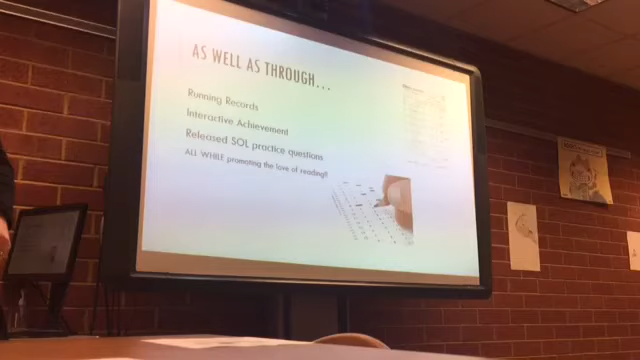 AS WELL AS THROUGH...
Running Records
Interactive Achievement
Released SOL practice questions
ALL WHILE promoting the love of reading!!